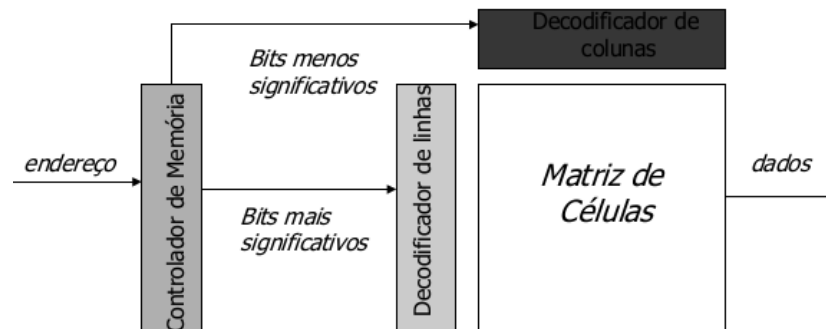 Decodificador de
colunas
Bits menos
significativos
endereço
Controlador de Memória
Decodificador de linhas
Matriz de
Células
dados
Bits mais
significativos